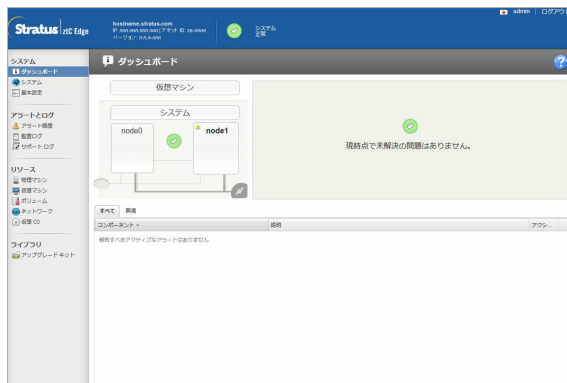 admin ログアウト
Stratus ztC Edge
hostname.stratus.com
システム
正常
システム
ダッシュボード
システム
基本設定
アラートとログ
アラート履歴
監査ログ
サポート ログ
リソース
物理マシン
仮想マシン
ボリューム
ネットワーク
仮想 CD
ライブラリ
アップグレード キット
ダッシュボード
?
仮想マシン
システム
node0
node1
現時点で未解決の問題はありません。
すべて 無視
コンポーネント 説明 アクシ...
報告すべきアクティブなアラートはありません